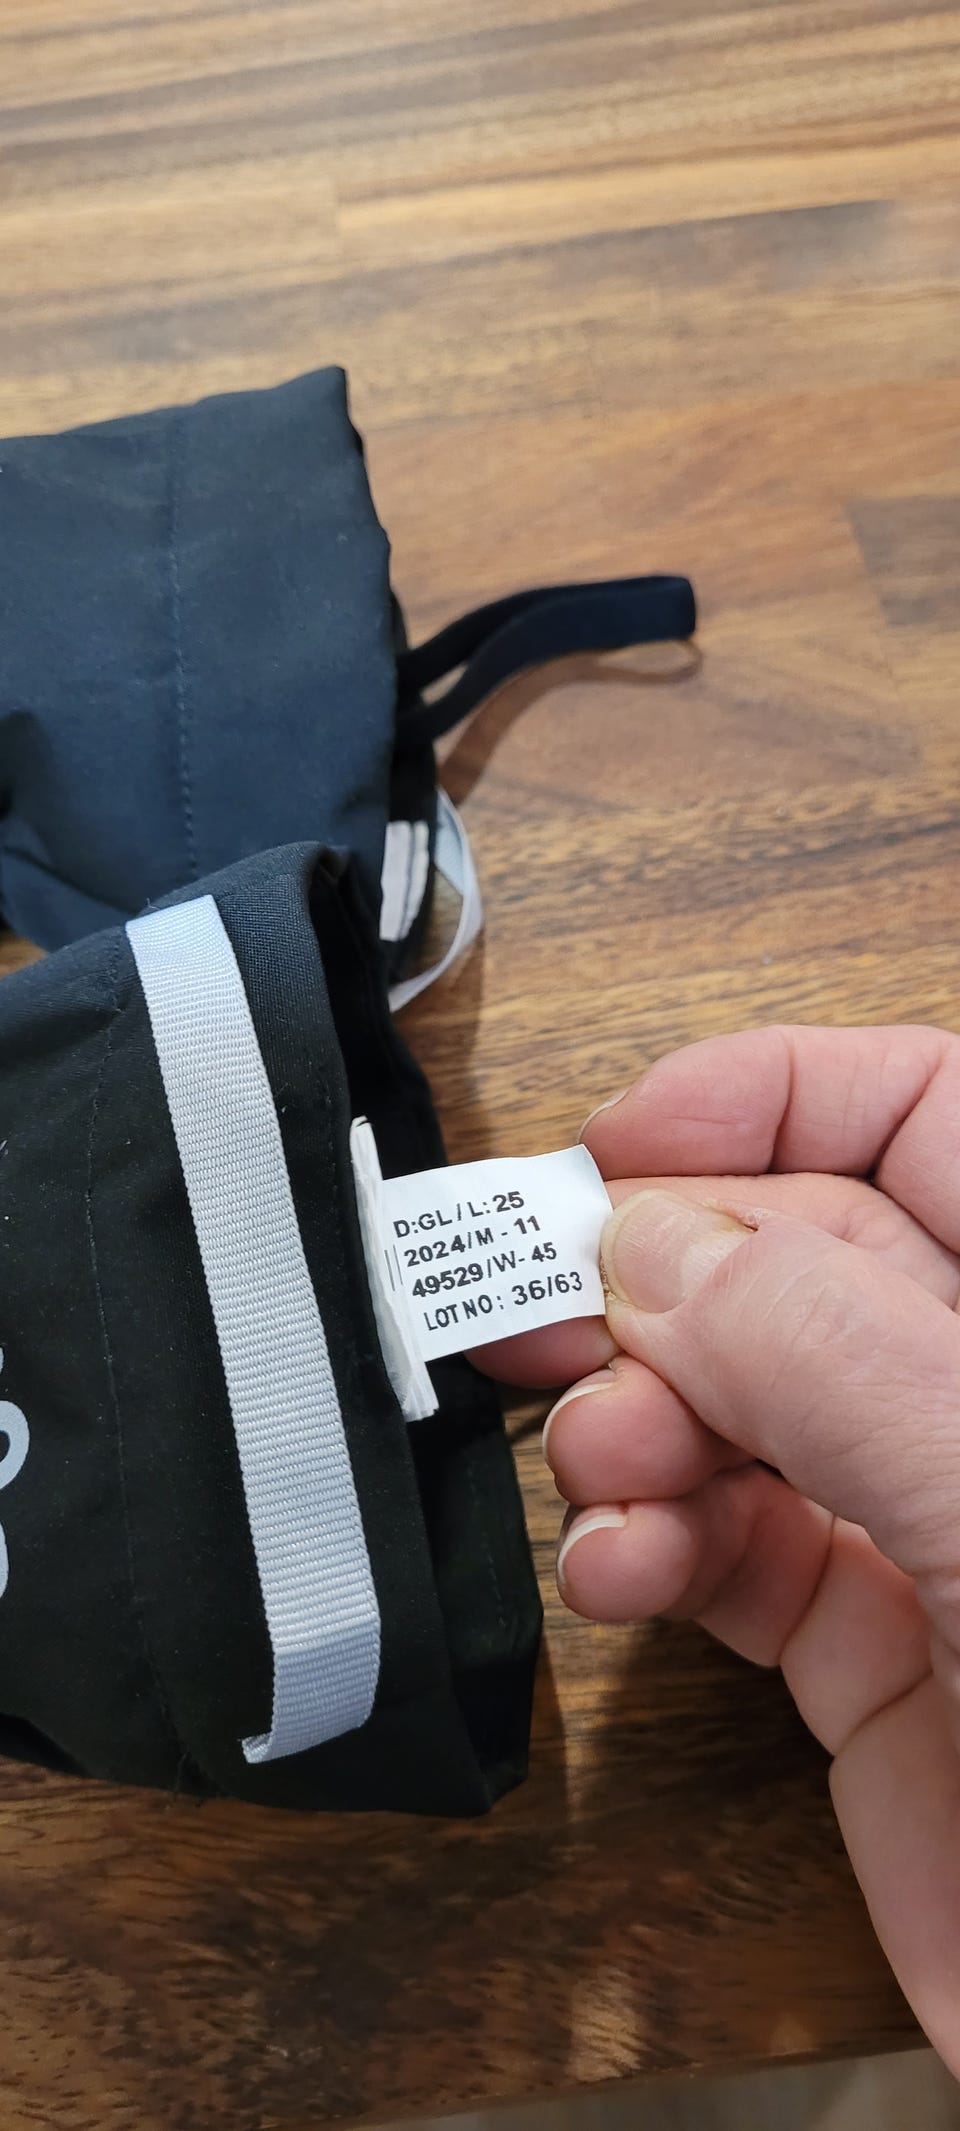 D:GL/L:25
2024/M-11
49529/W-45
LOT NO: 36/63